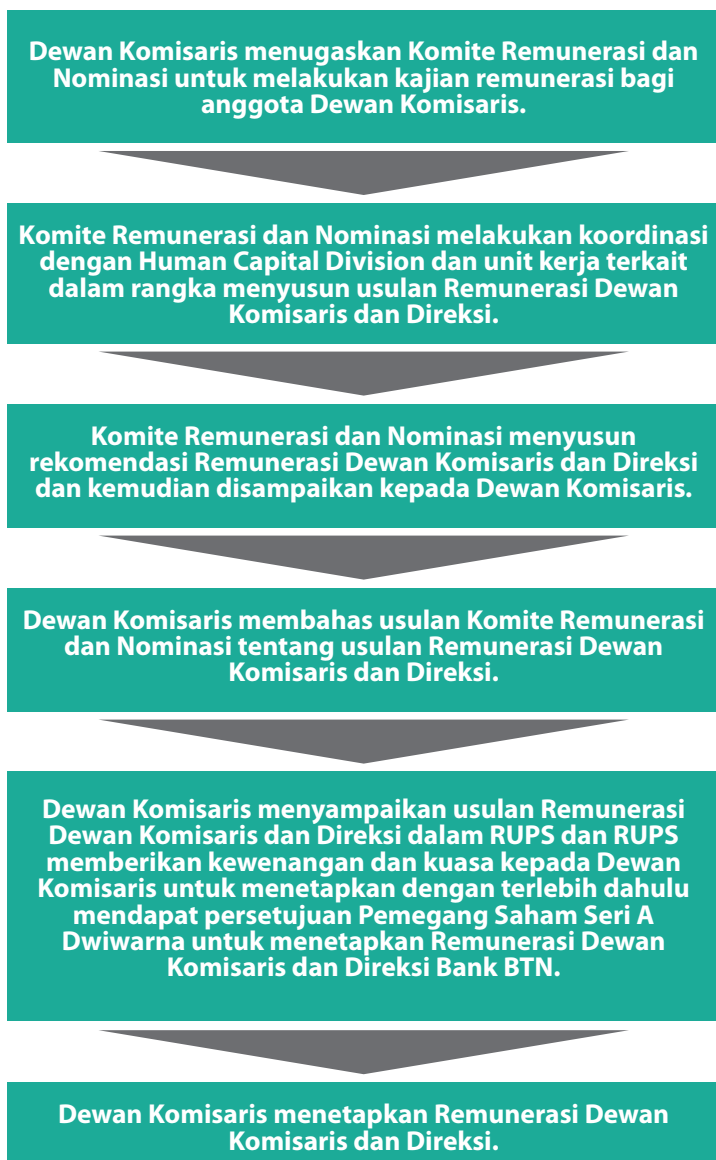 Dewan Komisaris menugaskan Komite Remunerasi dan
Nominasi untuk melakukan kajian remunerasi bagi
anggota Dewan Komisaris.
Komite Remunerasi dan Nominasi melakukan koordinasi
dengan Human Capital Division dan unit kerja terkait
dalam rangka menyusun usulan Remunerasi Dewan
Komisaris dan Direksi.
Komite Remunerasi dan Nominasi menyusun
rekomendasi Remunerasi Dewan Komisaris dan Direksi
dan kemudian disampaikan kepada Dewan Komisaris.
Dewan Komisaris membahas usulan Komite Remunerasi
dan Nominasi tentang usulan Remunerasi Dewan
Komisaris dan Direksi.
Dewan Komisaris menyampaikan usulan Remunerasi
Dewan Komisaris dan Direksi dalam RUPS dan RUPS
memberikan kewenangan dan kuasa kepada Dewan
Komisaris untuk menetapkan dengan terlebih dahulu
mendapat persetujuan Pemegang Saham Seri A
Dwiwarna untuk menetapkan Remunerasi Dewan
Komisaris dan Direksi Bank BTN.
Dewan Komisaris menetapkan Remunerasi Dewan
Komisaris dan Direksi.